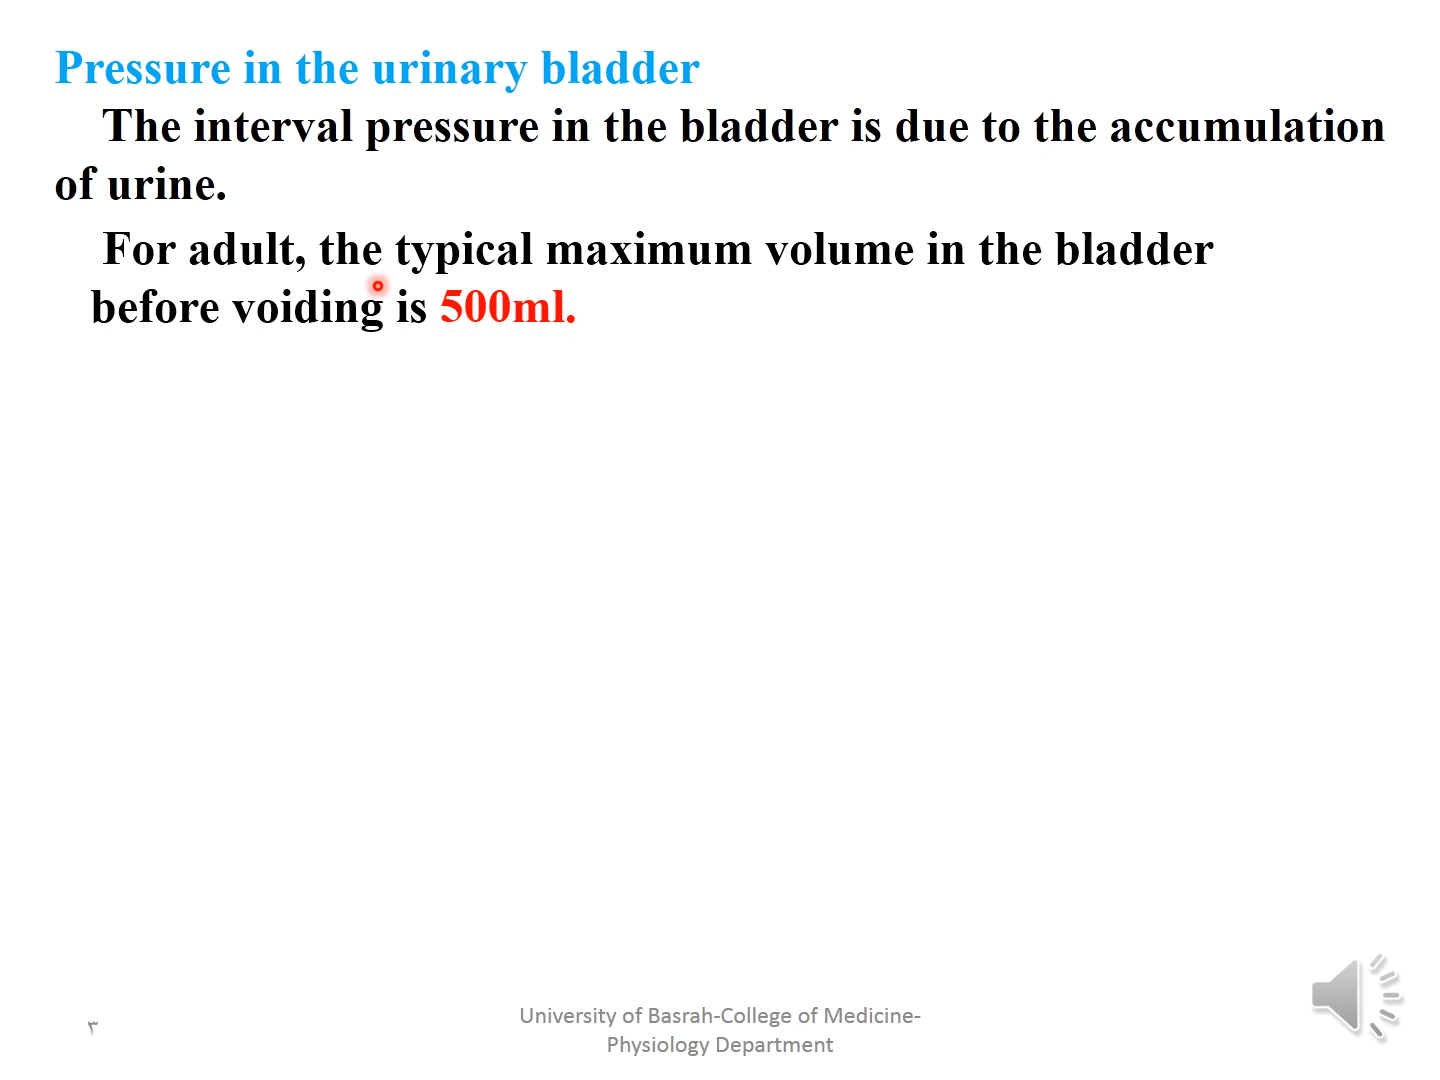 Pressure in the urinary bladder
The interval pressure in the bladder is due to the accumulation
of urine.
For adult, the typical maximum volume in the bladder
before voiding is 500ml.
٣
University of Basrah-College of Medicine-
Physiology Department